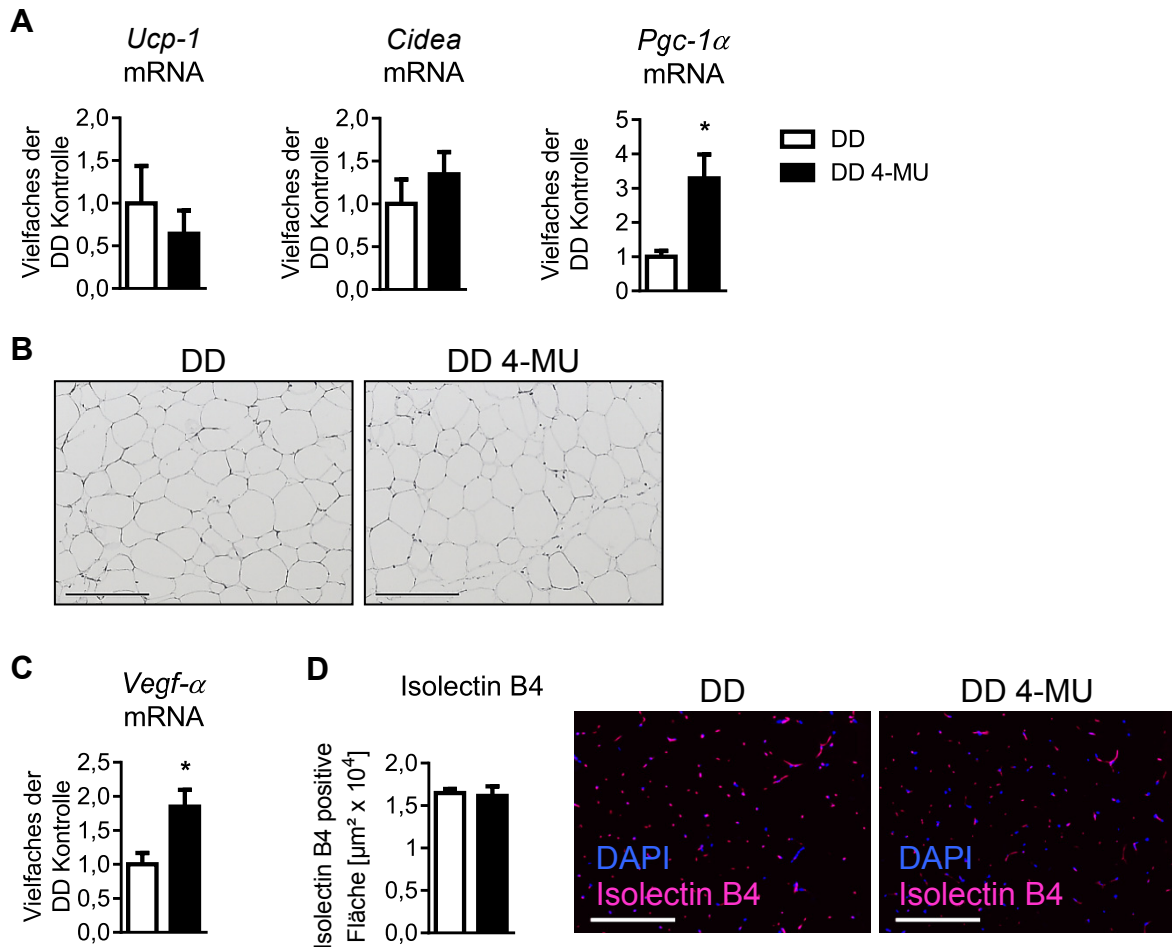 A
Ucp-1
mRNA
Vielfaches der
DD Kontrolle
2,0
1,5
1,0
0,5
0,0
Cidea
mRNA
Vielfaches der
DD Kontrolle
2,0
1,5
1,0
0,5
0,0
Pgc-1α
mRNA
Vielfaches der
DD Kontrolle
5
4
3
2
1
0
*
DD
DD 4-MU
B
DD
DD 4-MU
C
Vegf-α
mRNA
Vielfaches der
DD Kontrolle
2,5
2,0
1,5
1,0
0,5
0,0
*
D
Isolectin B4
Isolectin B4 positive
Fläche [µm² x 10⁴]
2,0
1,5
1,0
0,5
0,0
DD
DAPI
Isolectin B4
DD 4-MU
DAPI
Isolectin B4